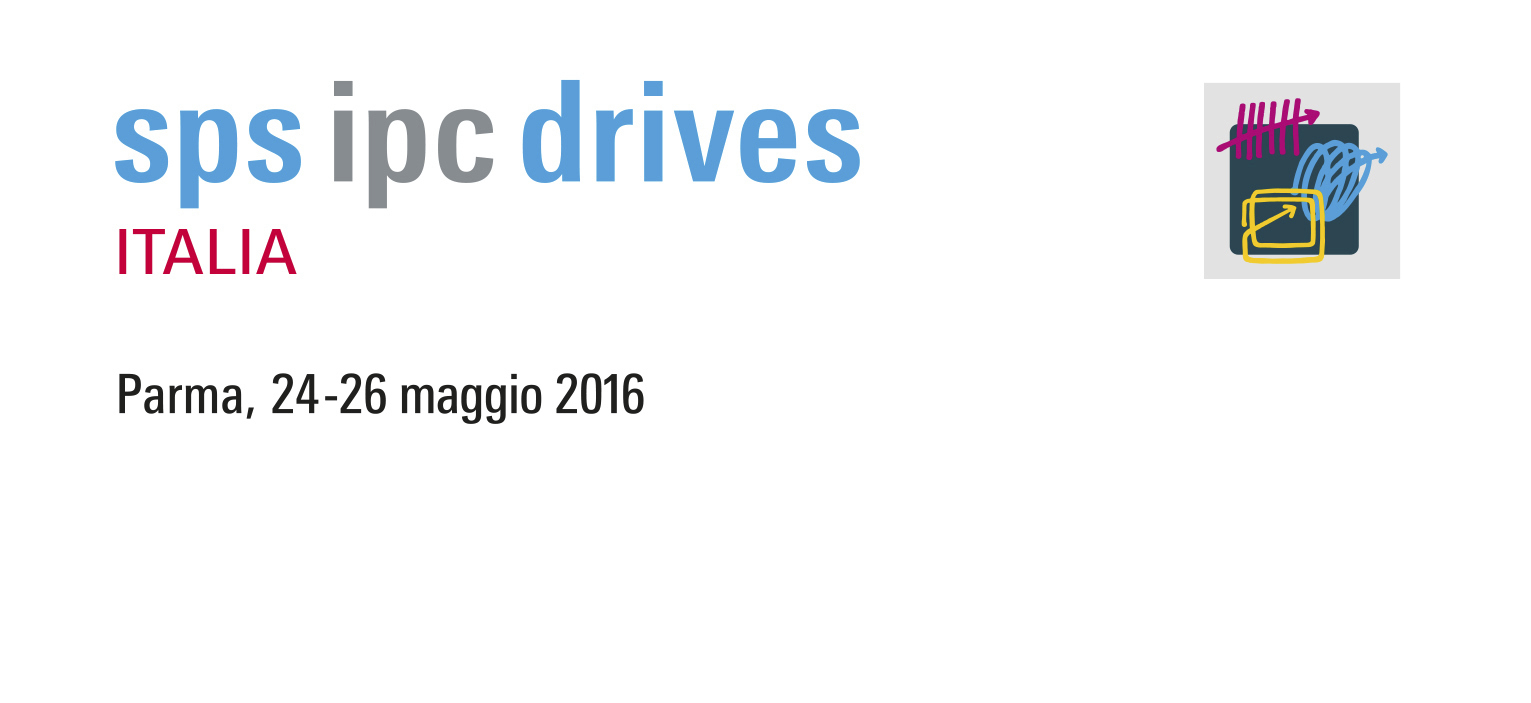 sps ipc drives
ITALIA
Parma, 24-26 maggio 2016